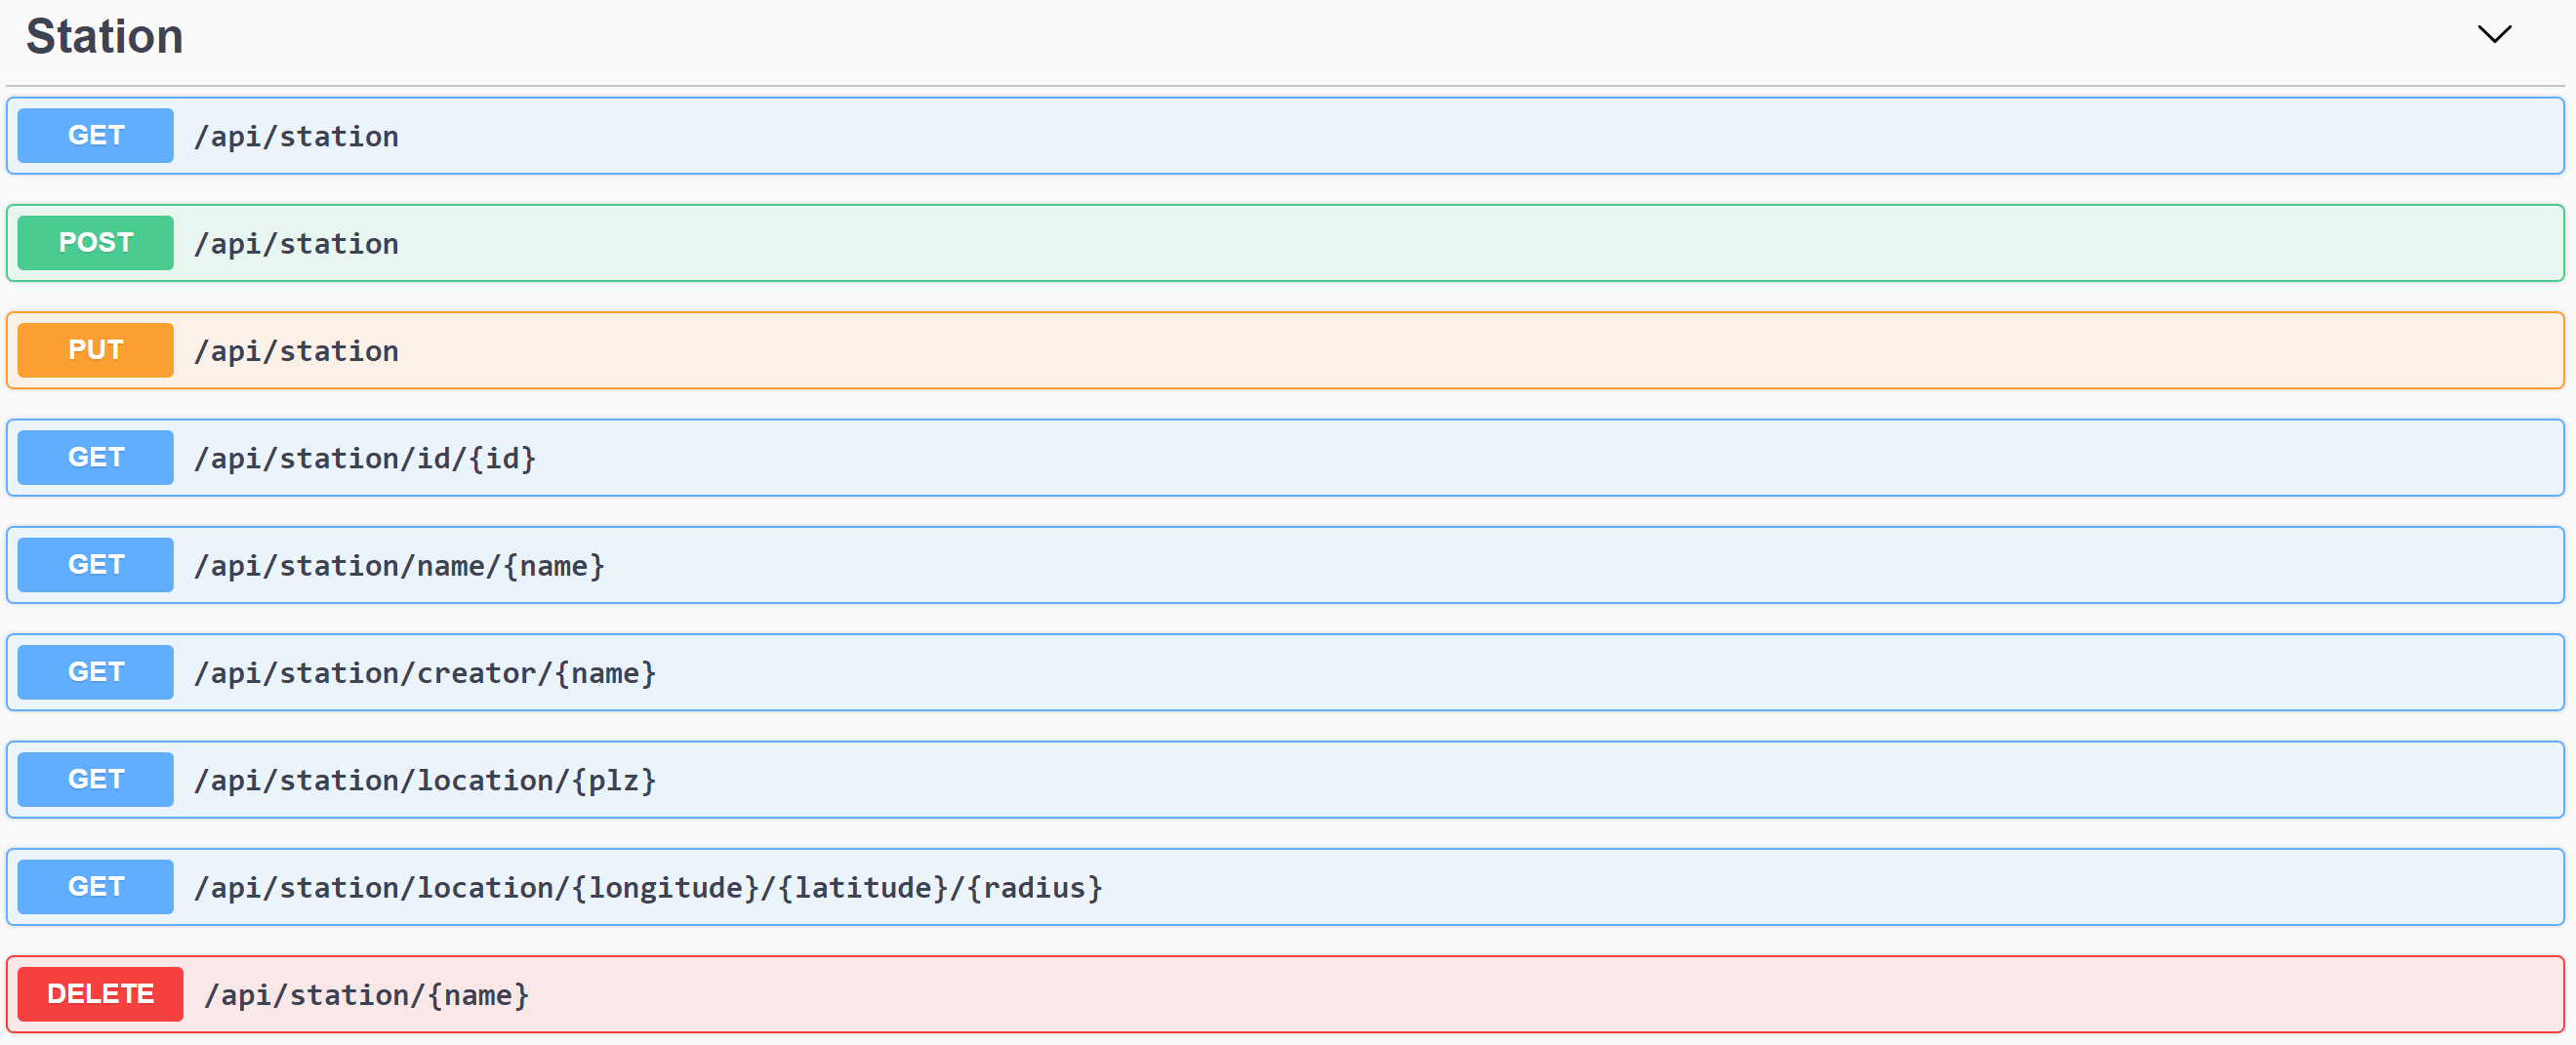 Station
GET /api/station
POST /api/station
PUT /api/station
GET /api/station/id/{id}
GET /api/station/name/{name}
GET /api/station/creator/{name}
GET /api/station/location/{plz}
GET /api/station/location/{longitude}/{latitude}/{radius}
DELETE /api/station/{name}